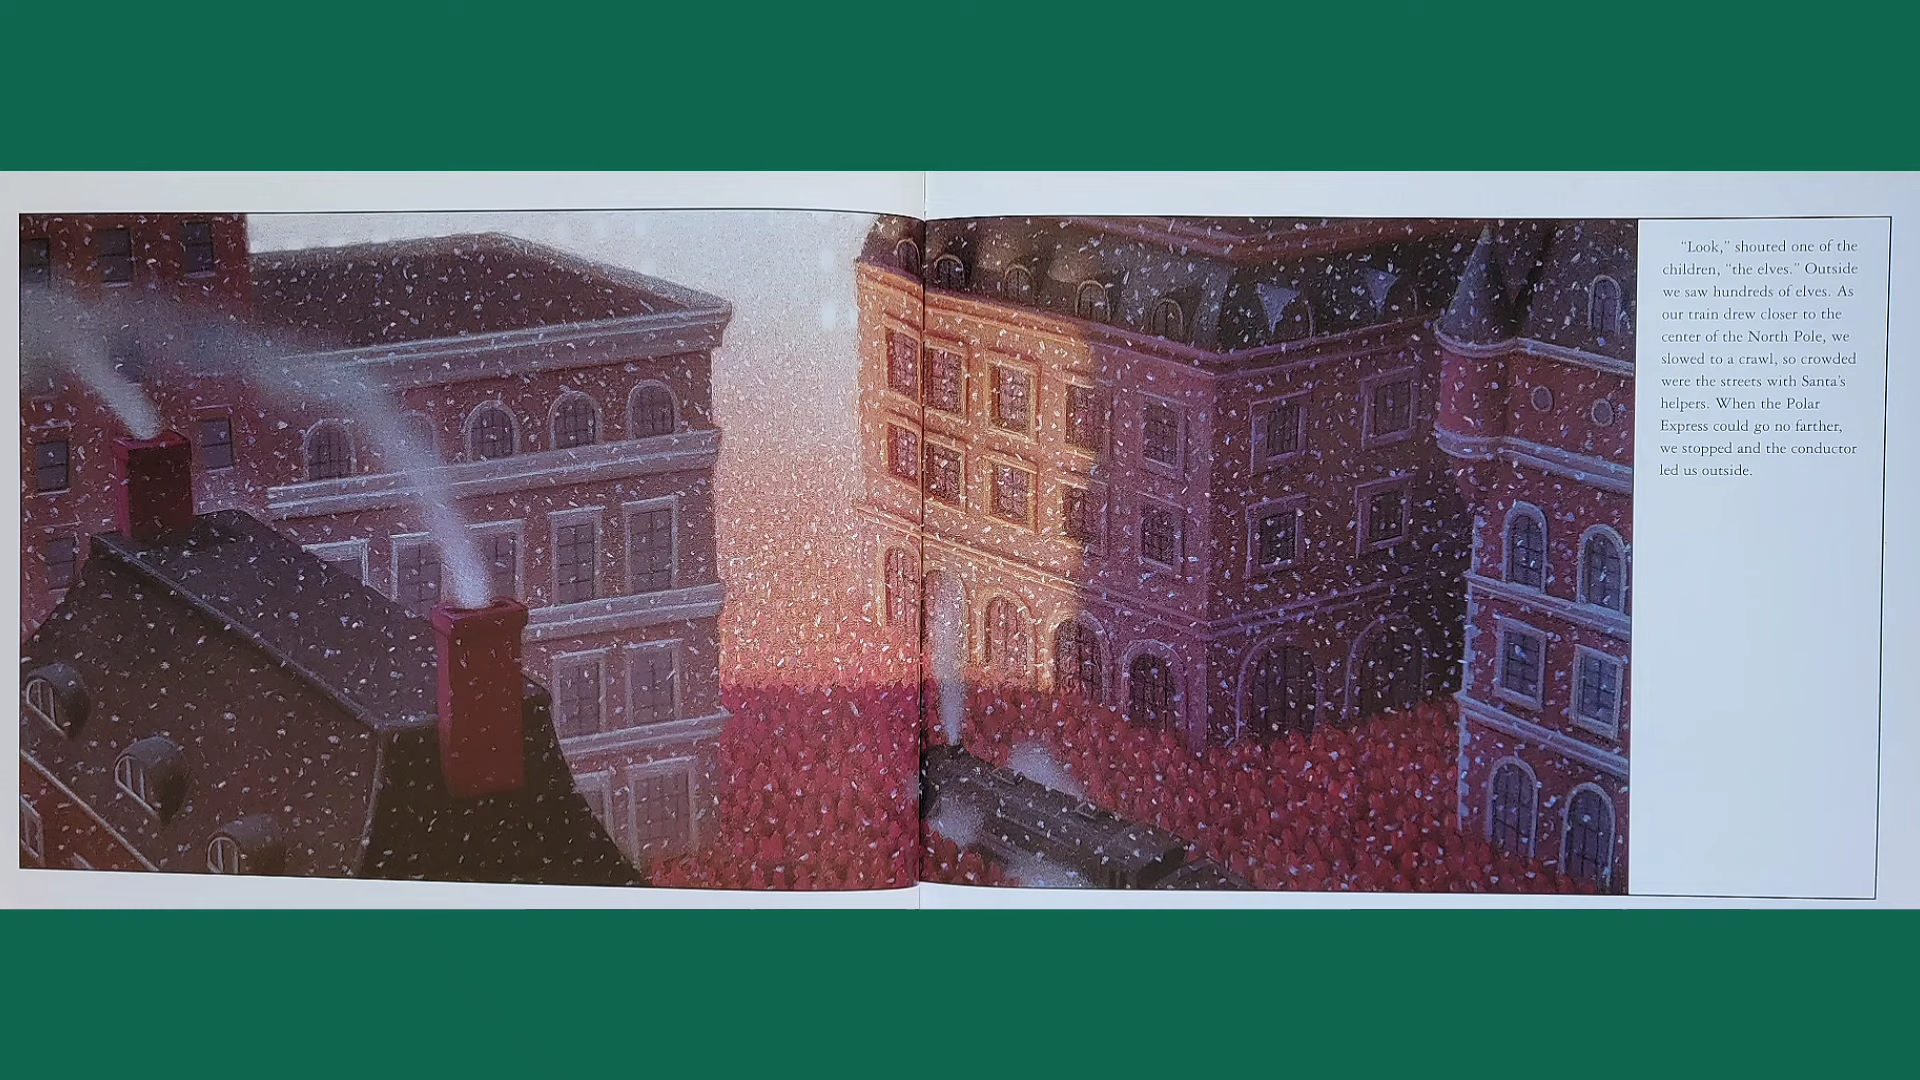 “Look,” shouted one of the
children, “the elves.” Outside
we saw hundreds of elves. As
our train drew closer to the
center of the North Pole, we
slowed to a crawl, so crowded
were the streets with Santa’s
helpers. When the Polar
Express could go no farther,
we stopped and the conductor
led us outside.